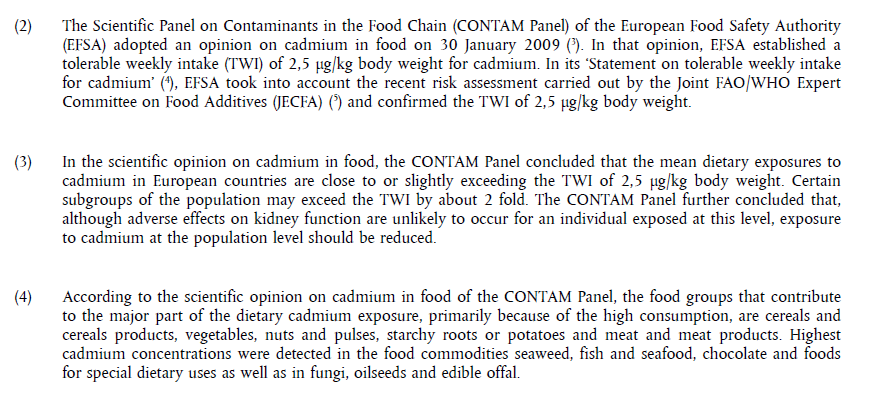 (2) The Scientific Panel on Contaminants in the Food Chain (CONTAM Panel) of the European Food Safety Authority
(EFSA) adopted an opinion on cadmium in food on 30 January 2009 (³). In that opinion, EFSA established a
tolerable weekly intake (TWI) of 2,5 μg/kg body weight for cadmium. In its ‘Statement on tolerable weekly intake
for cadmium’ (⁴), EFSA took into account the recent risk assessment carried out by the Joint FAO/WHO Expert
Committee on Food Additives (JECFA) (⁵) and confirmed the TWI of 2,5 μg/kg body weight.
(3) In the scientific opinion on cadmium in food, the CONTAM Panel concluded that the mean dietary exposures to
cadmium in European countries are close to or slightly exceeding the TWI of 2,5 μg/kg body weight. Certain
subgroups of the population may exceed the TWI by about 2 fold. The CONTAM Panel further concluded that,
although adverse effects on kidney function are unlikely to occur for an individual exposed at this level, exposure
to cadmium at the population level should be reduced.
(4) According to the scientific opinion on cadmium in food of the CONTAM Panel, the food groups that contribute
to the major part of the dietary cadmium exposure, primarily because of the high consumption, are cereals and
cereals products, vegetables, nuts and pulses, starchy roots or potatoes and meat and meat products. Highest
cadmium concentrations were detected in the food commodities seaweed, fish and seafood, chocolate and foods
for special dietary uses as well as in fungi, oilseeds and edible offal.